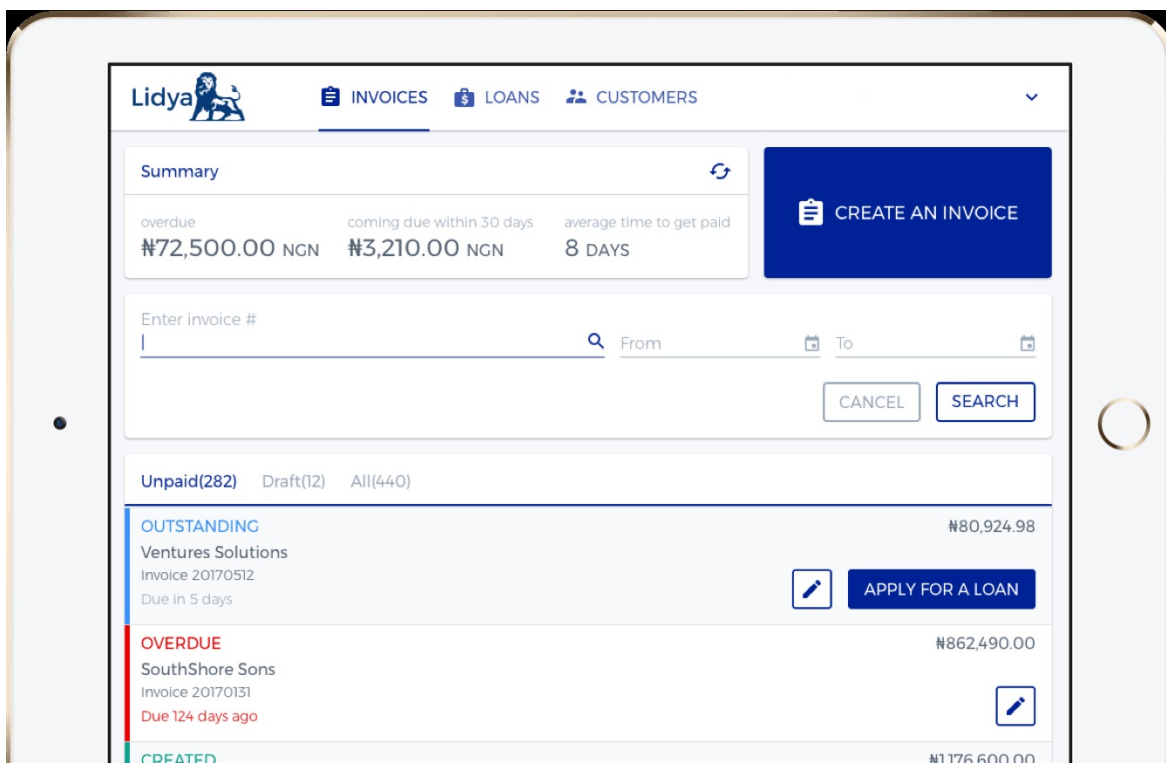 Lidya
INVOICES LOANS CUSTOMERS
Summary
overdue coming due within 30 days average time to get paid
₦72,500.00 NGN ₦3,210.00 NGN 8 DAYS
CREATE AN INVOICE
Enter invoice #
From To
CANCEL SEARCH
Unpaid(282) Draft(12) All(440)
OUTSTANDING ₦80,924.98
Ventures Solutions
Invoice 20170512
Due in 5 days
APPLY FOR A LOAN
OVERDUE ₦862,490.00
SouthShore Sons
Invoice 20170131
Due 124 days ago
CREATED ₦1,176,600.00